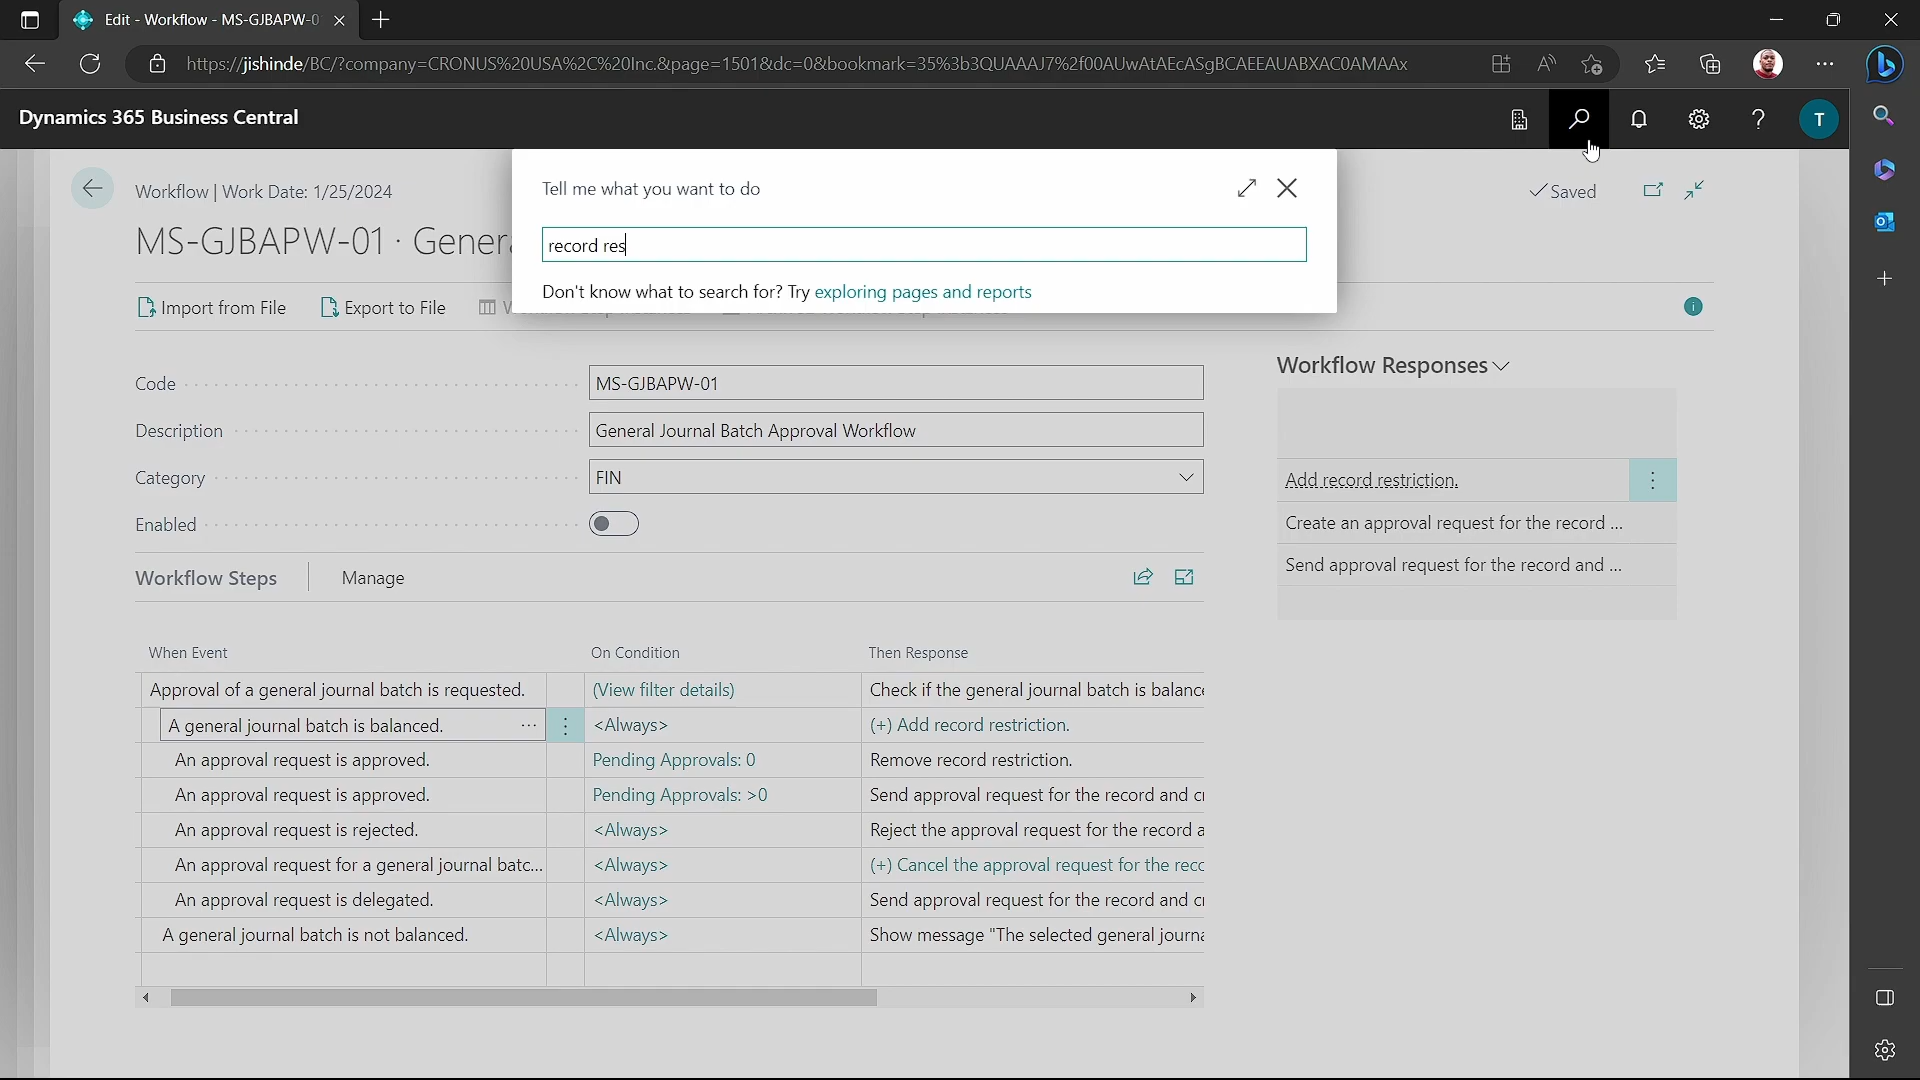 Edit - Workflow - MS-GJBAPW-0
https://jishinde/BC/?company=CRONUS%20USA%2C%20Inc.&page=1501&dc=0&bookmark=35%3b3QUAAAJ7%2f00AUwAtAEcASgBCAEEAUABXAC0AMAAx
Dynamics 365 Business Central
T
Tell me what you want to do
record res
Don't know what to search for? Try exploring pages and reports
Workflow | Work Date: 1/25/2024
Saved
MS-GJBAPW-01 · Genera
Import from File
Export to File
Code
MS-GJBAPW-01
Description
General Journal Batch Approval Workflow
Category
FIN
Enabled
Workflow Responses
Add record restriction.
Create an approval request for the record ...
Send approval request for the record and ...
Workflow Steps
Manage
When Event
On Condition
Then Response
Approval of a general journal batch is requested.
(View filter details)
Check if the general journal batch is balance
A general journal batch is balanced.
<Always>
(+) Add record restriction.
An approval request is approved.
Pending Approvals: 0
Remove record restriction.
An approval request is approved.
Pending Approvals: >0
Send approval request for the record and cr
An approval request is rejected.
<Always>
Reject the approval request for the record a
An approval request for a general journal batc...
<Always>
(+) Cancel the approval request for the recc
An approval request is delegated.
<Always>
Send approval request for the record and cr
A general journal batch is not balanced.
<Always>
Show message "The selected general journa